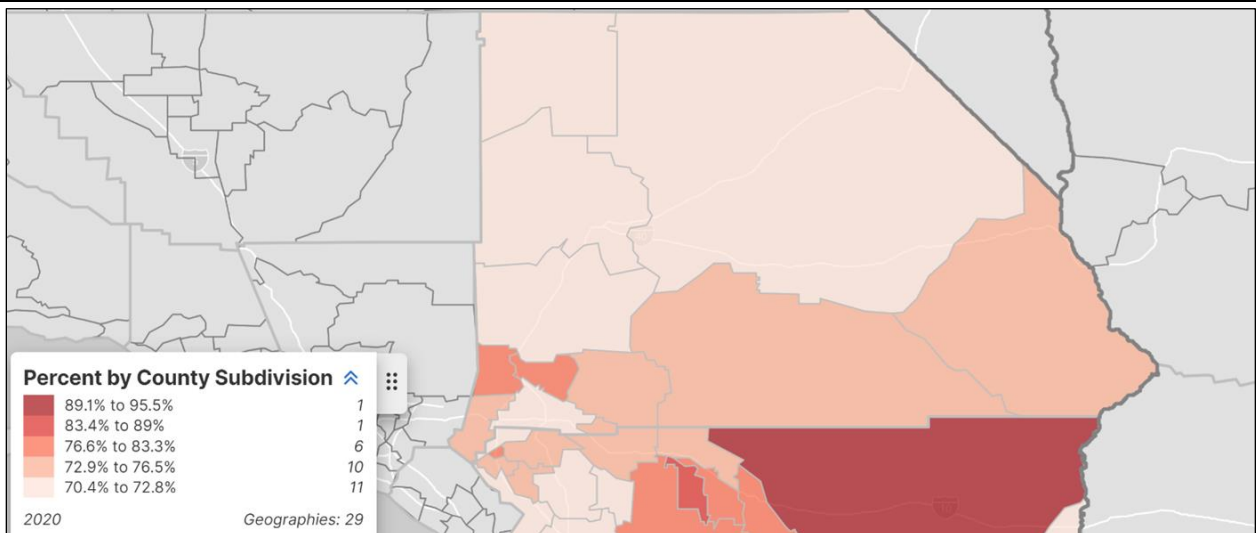 Percent by County Subdivision
89.1% to 95.5% 1
83.4% to 89% 1
76.6% to 83.3% 6
72.9% to 76.5% 10
70.4% to 72.8% 11
2020 Geographies: 29